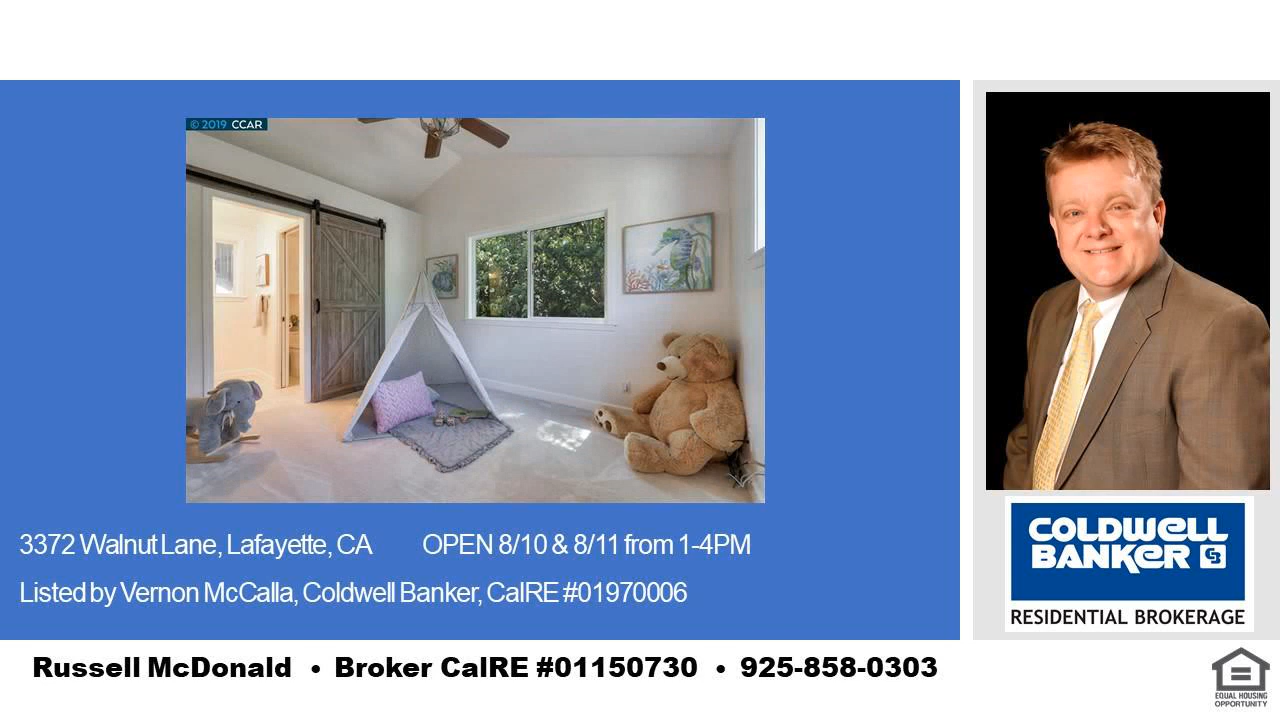 © 2019 CCAR
3372 Walnut Lane, Lafayette, CA OPEN 8/10 & 8/11 from 1-4PM
Listed by Vernon McCalla, Coldwell Banker, CalRE #01970006
COLDWELL
BANKER CB
RESIDENTIAL BROKERAGE
Russell McDonald • Broker CalRE #01150730 • 925-858-0303
EQUAL HOUSING
OPPORTUNITY